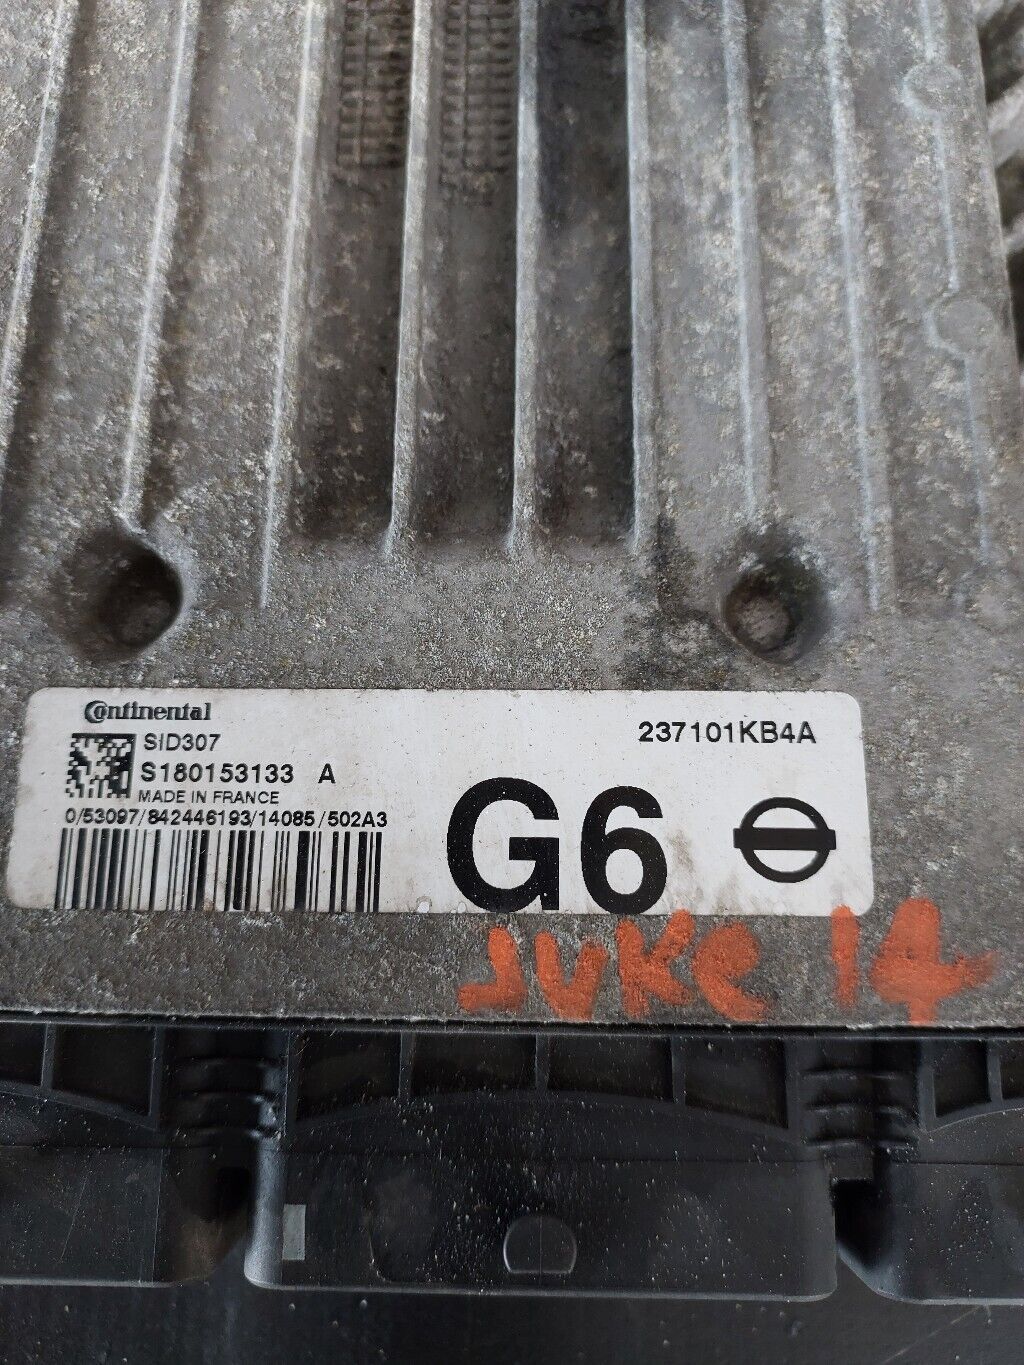 Continental
SID307
237101KB4A
S180153133 A
MADE IN FRANCE
0/53097/842446193/14085/502A3
G6
JUKe 14